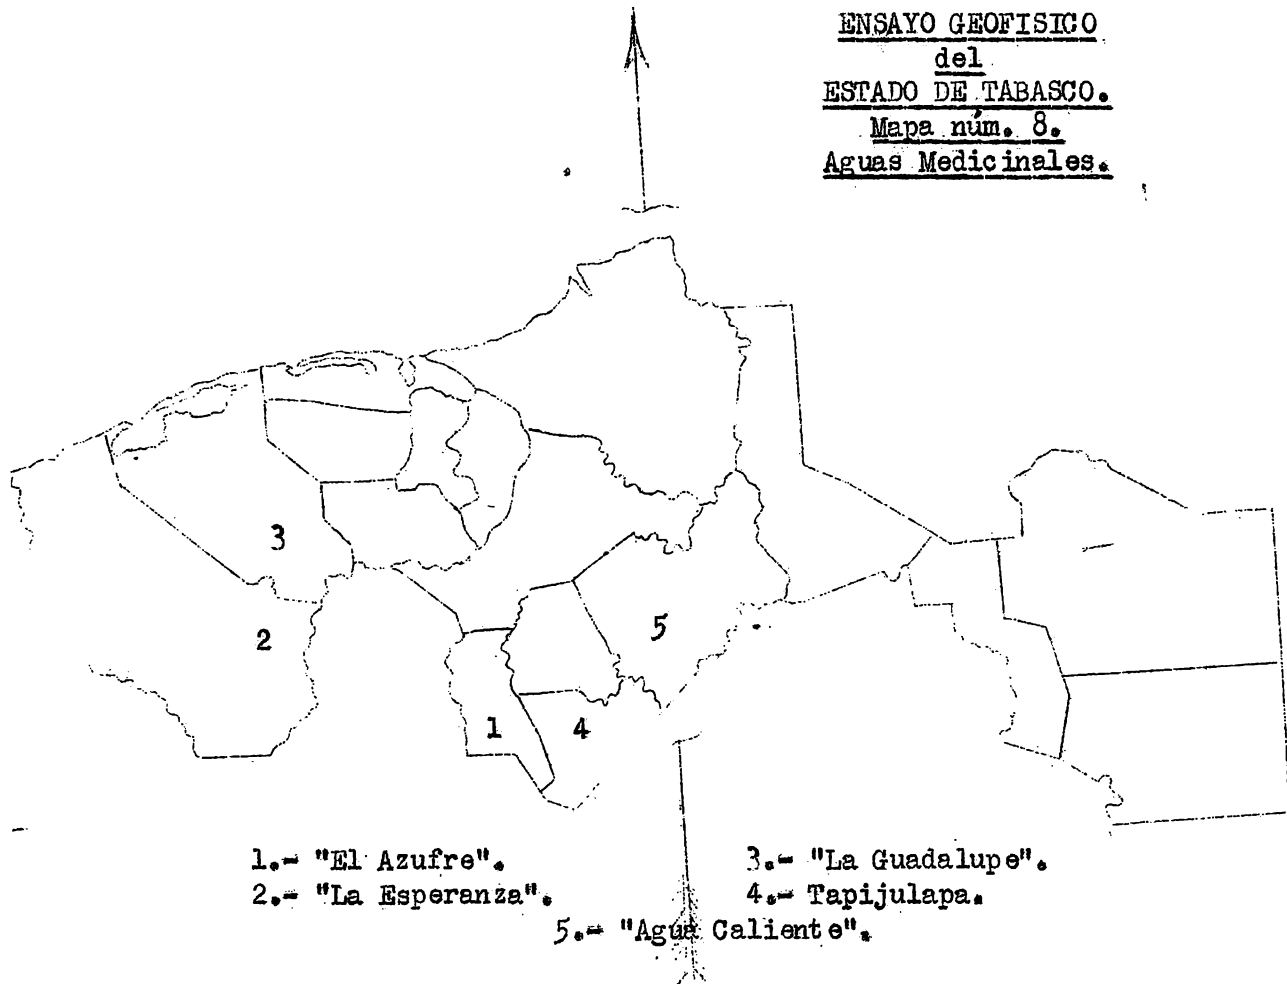 ENSAYO GEOFISICO
del
ESTADO DE TABASCO.
Mapa núm. 8.
Aguas Medicinales.
3
2
5
1
4
1.- "El Azufre".
3.- "La Guadalupe".
2.- "La Esperanza".
4.- Tapijulapa.
5.- "Agua Caliente".